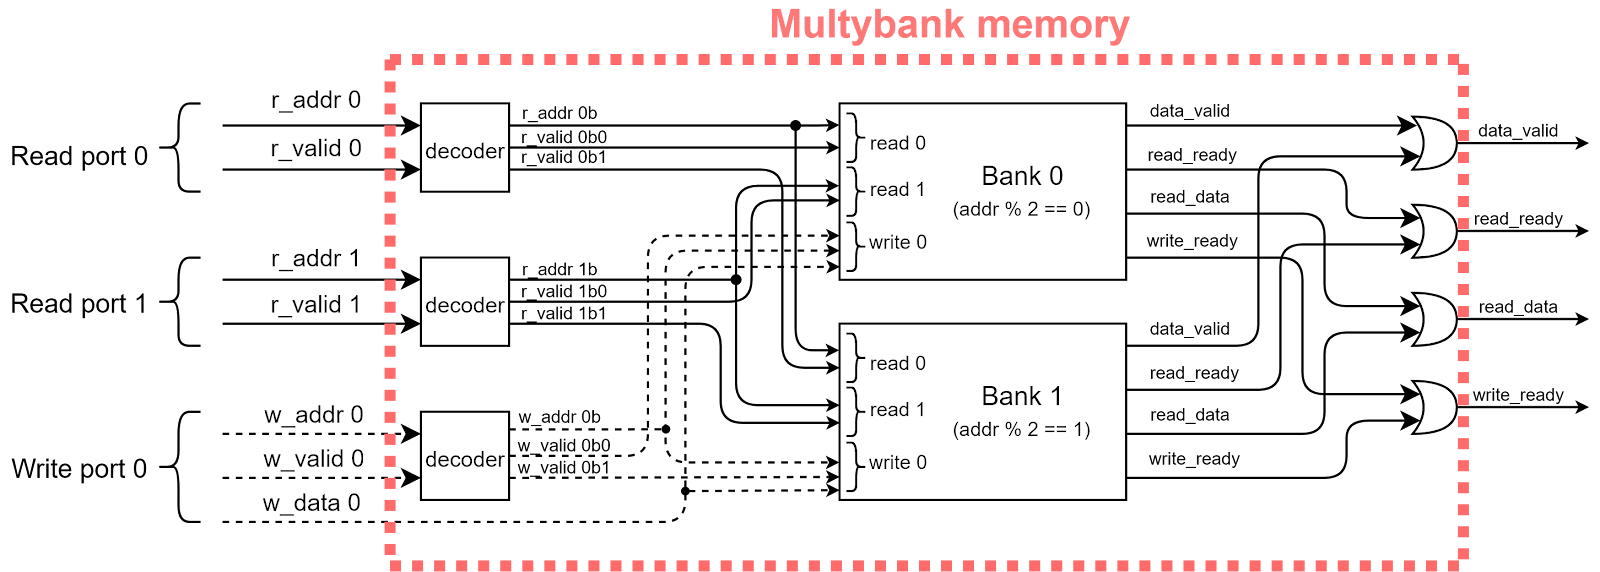 Multybank memory
Read port 0
r_addr 0
r_valid 0
decoder
r_addr 0b
r_valid 0b0
r_valid 0b1
Read port 1
r_addr 1
r_valid 1
decoder
r_addr 1b
r_valid 1b0
r_valid 1b1
Write port 0
w_addr 0
w_valid 0
w_data 0
decoder
w_addr 0b
w_valid 0b0
w_valid 0b1
read 0
read 1
write 0
Bank 0
(addr % 2 == 0)
data_valid
read_ready
read_data
write_ready
read 0
read 1
write 0
Bank 1
(addr % 2 == 1)
data_valid
read_ready
read_data
write_ready
data_valid
read_ready
read_data
write_ready